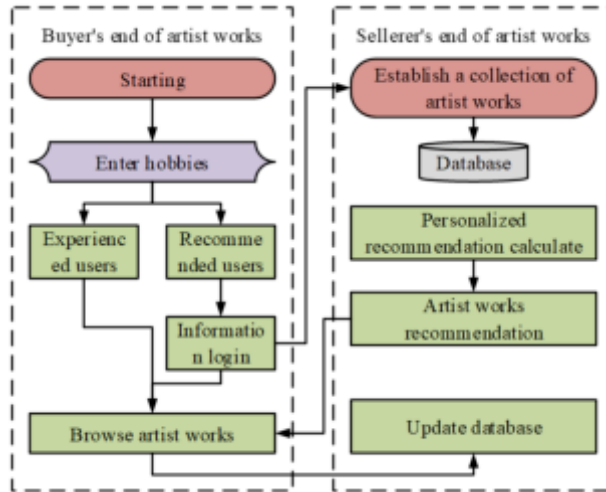 Buyer's end of artist works
Starting
Enter hobbies
Experienc
ed users
Recomme
nded users
Informatio
n login
Browse artist works
Sellerer's end of artist works
Establish a collection of
artist works
Database
Personalized
recommendation calculate
Artist works
recommendation
Update database